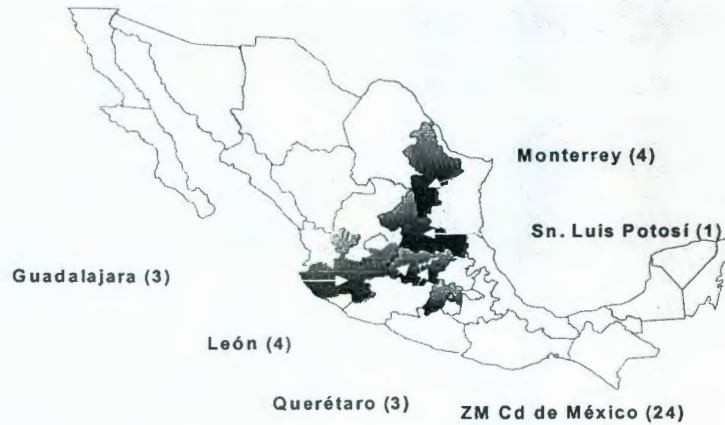 Monterrey (4)
Sn. Luis Potosí (1)
Guadalajara (3)
León (4)
Querétaro (3)
ZM Cd de México (24)